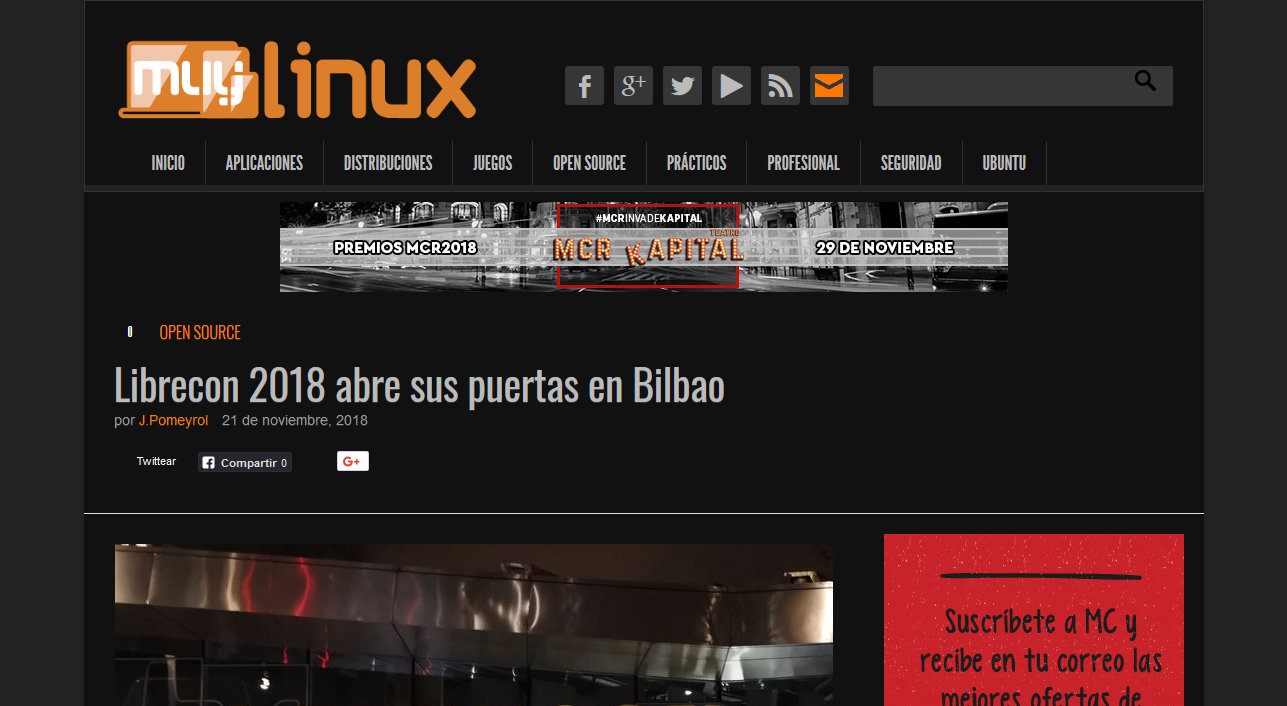 muylinux
INICIO
APLICACIONES
DISTRIBUCIONES
JUEGOS
OPEN SOURCE
PRÁCTICOS
PROFESIONAL
SEGURIDAD
UBUNTU
#MCRINVADEKAPITAL
PREMIOS MCR2018
TEATRO
MCR KAPITAL
29 DE NOVIEMBRE
0 OPEN SOURCE
Librecon 2018 abre sus puertas en Bilbao
por J.Pomeyrol 21 de noviembre, 2018
Twittear
Compartir 0
G+
Suscríbete a MC y
recibe en tu correo las
mejores ofertas de